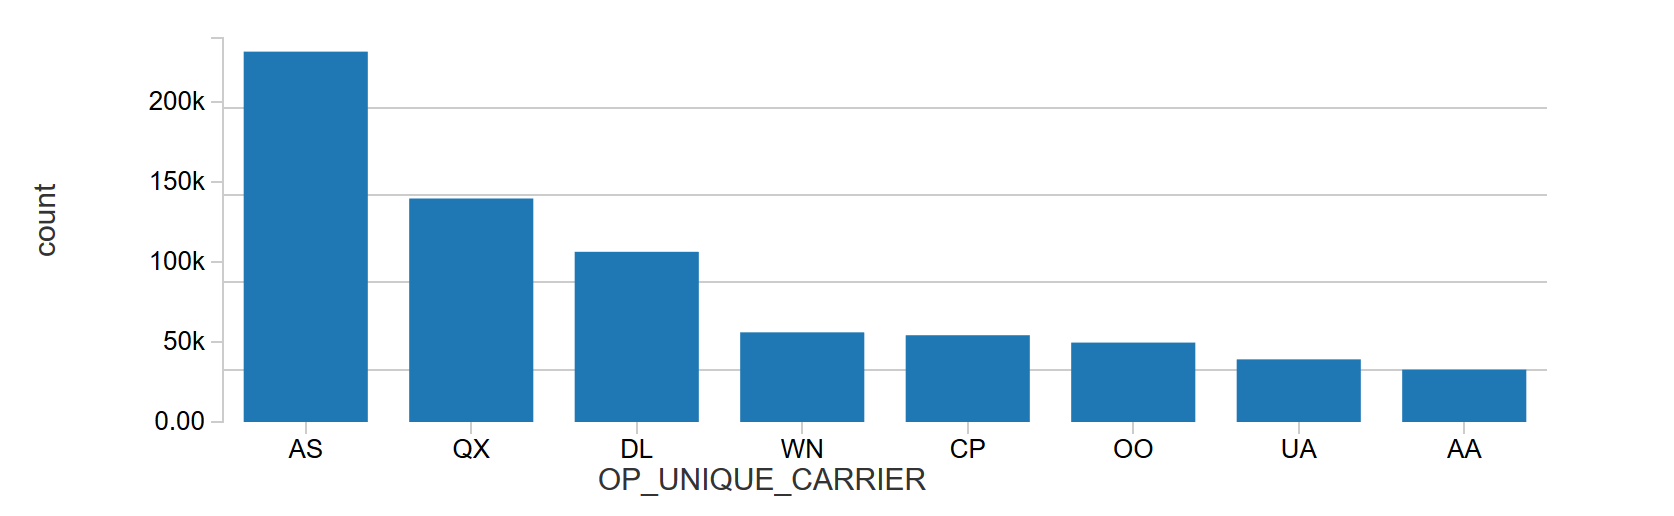 200k
150k
100k
50k
0.00
count
AS QX DL WN CP OO UA AA
OP_UNIQUE_CARRIER